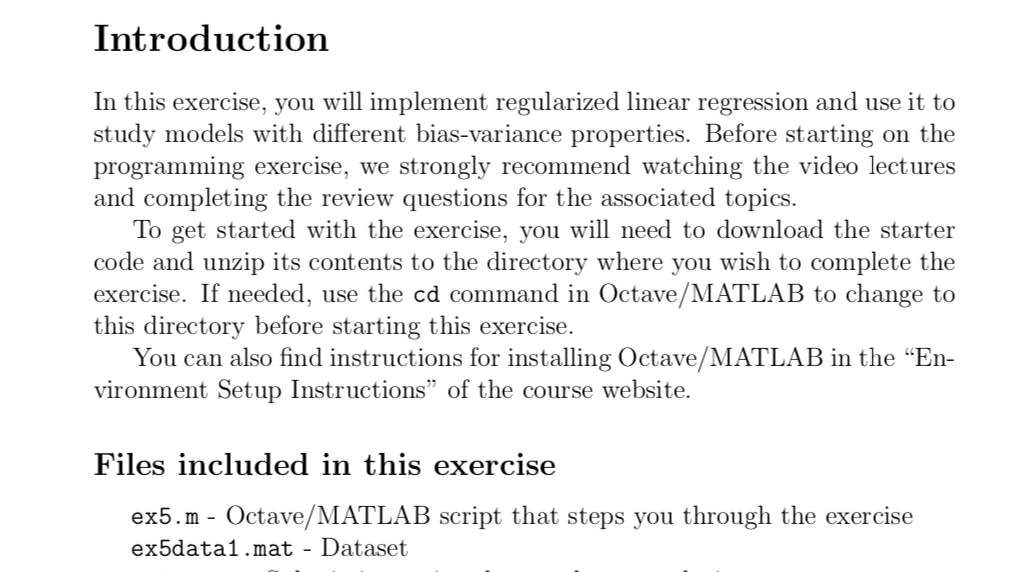 Introduction
In this exercise, you will implement regularized linear regression and use it to
study models with different bias-variance properties. Before starting on the
programming exercise, we strongly recommend watching the video lectures
and completing the review questions for the associated topics.
To get started with the exercise, you will need to download the starter
code and unzip its contents to the directory where you wish to complete the
exercise. If needed, use the cd command in Octave/MATLAB to change to
this directory before starting this exercise.
You can also find instructions for installing Octave/MATLAB in the “En-
vironment Setup Instructions” of the course website.
Files included in this exercise
ex5.m - Octave/MATLAB script that steps you through the exercise
ex5data1.mat - Dataset